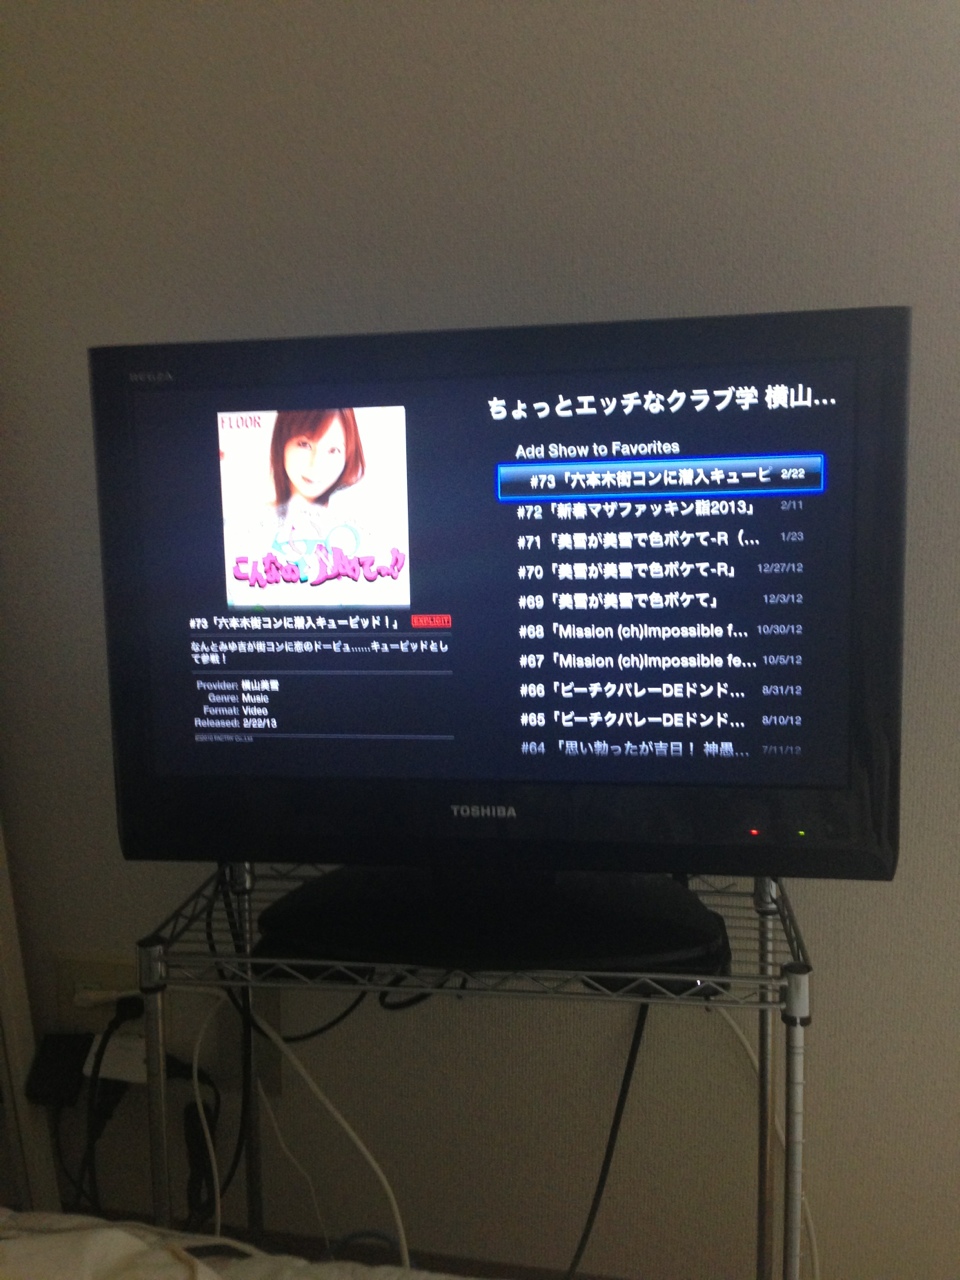 REGZA
FLOOR
#73「六本木街コンに潜入キューピッド！」 EXPLICIT
なんとみゆ吉が街コンに恋のドーピュ……キューピッドとし
て参戦！
Provider: 横山美雪
Genre: Music
Format: Video
Released: 2/22/13
ちょっとエッチなクラブ学 横山…
Add Show to Favorites
#73「六本木街コンに潜入キューピ 2/22
#72「新春マザファッキン詣2013」 2/11
#71「美雪が美雪で色ボケて-R（… 1/23
#70「美雪が美雪で色ボケて-R」 12/27/12
#69「美雪が美雪で色ボケて」 12/3/12
#68「Mission (ch)Impossible f… 10/30/12
#67「Mission (ch)Impossible fe… 10/5/12
#66「ピーチクパレーDEドンド… 8/31/12
#65「ピーチクパレーDEドンド… 8/10/12
#64「思い勃ったが吉日！ 神愚… 7/11/12
TOSHIBA